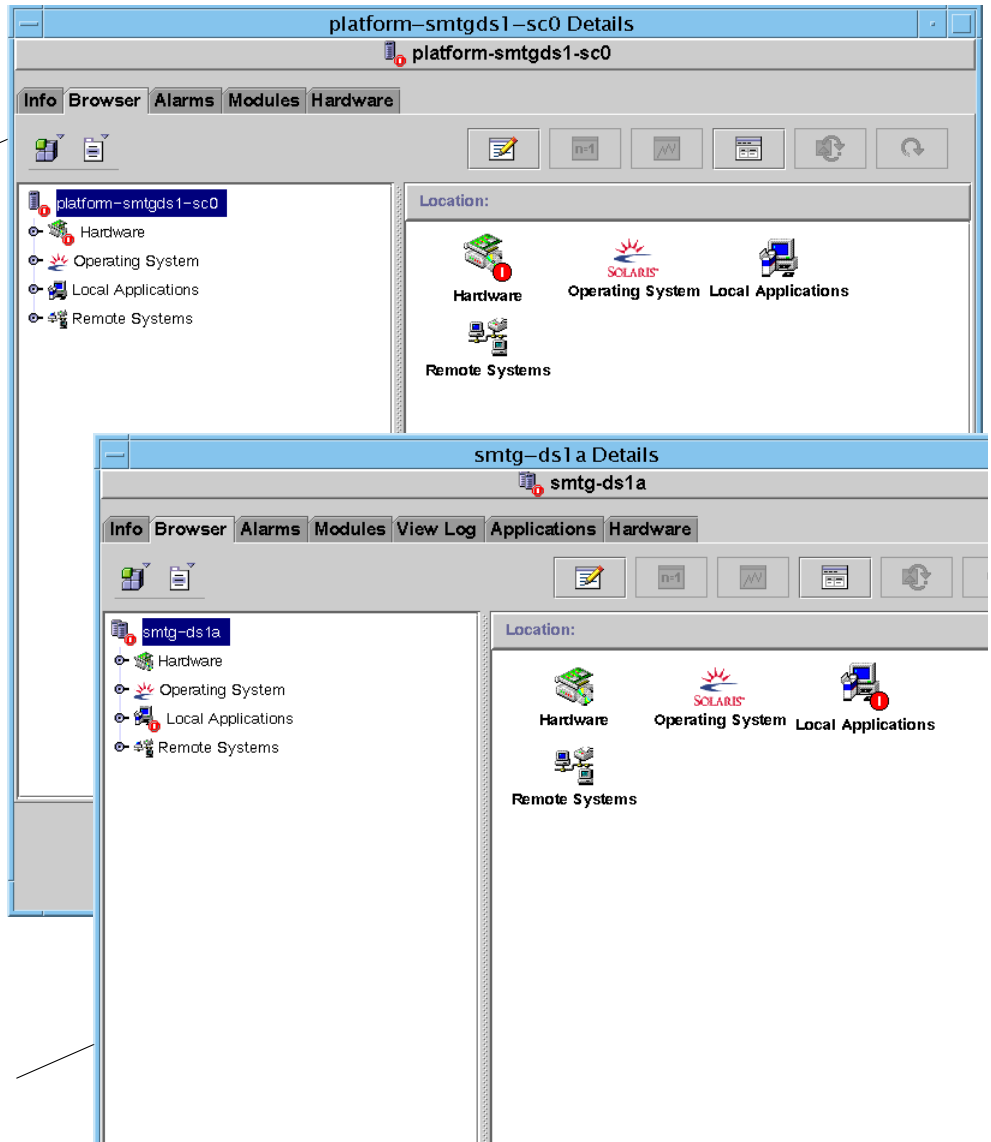 platform-smtgds1-sc0 Details
platform-smtgds1-sc0
Info Browser Alarms Modules Hardware
n=1
platform-smtgds1-sc0
Hardware
Operating System
Local Applications
Remote Systems
Location:
Hardware
SOLARIS
Operating System
Local Applications
Remote Systems
smtg-ds1a Details
smtg-ds1a
Info Browser Alarms Modules View Log Applications Hardware
n=1
smtg-ds1a
Hardware
Operating System
Local Applications
Remote Systems
Location:
Hardware
SOLARIS
Operating System
Local Applications
Remote Systems